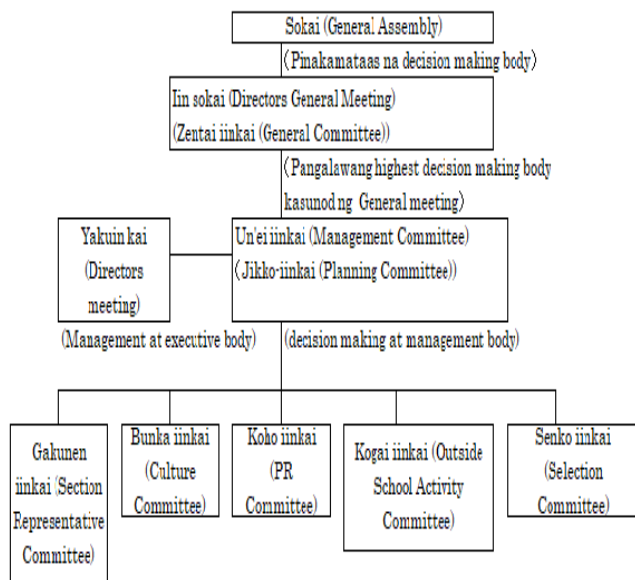 Sokai (General Assembly)
〈Pinakamataas na decision making body〉
Iin sokai (Directors General Meeting)
(Zentai iinkai (General Committee))
〈Pangalawang highest decision making body
kasunod ng General meeting〉
Yakuin kai
(Directors
meeting)
Un'ei iinkai (Management Committee)
〈Jikko-iinkai (Planning Committee))
(Management at executive body)
(decision making at management body)
Gakunen
iinkai (Section
Representative
Committee)
Bunka iinkai
(Culture
Committee)
Koho iinkai
(PR
Committee)
Kogai iinkai (Outside
School Activity
Committee)
Senko iinkai
(Selection
Committee)